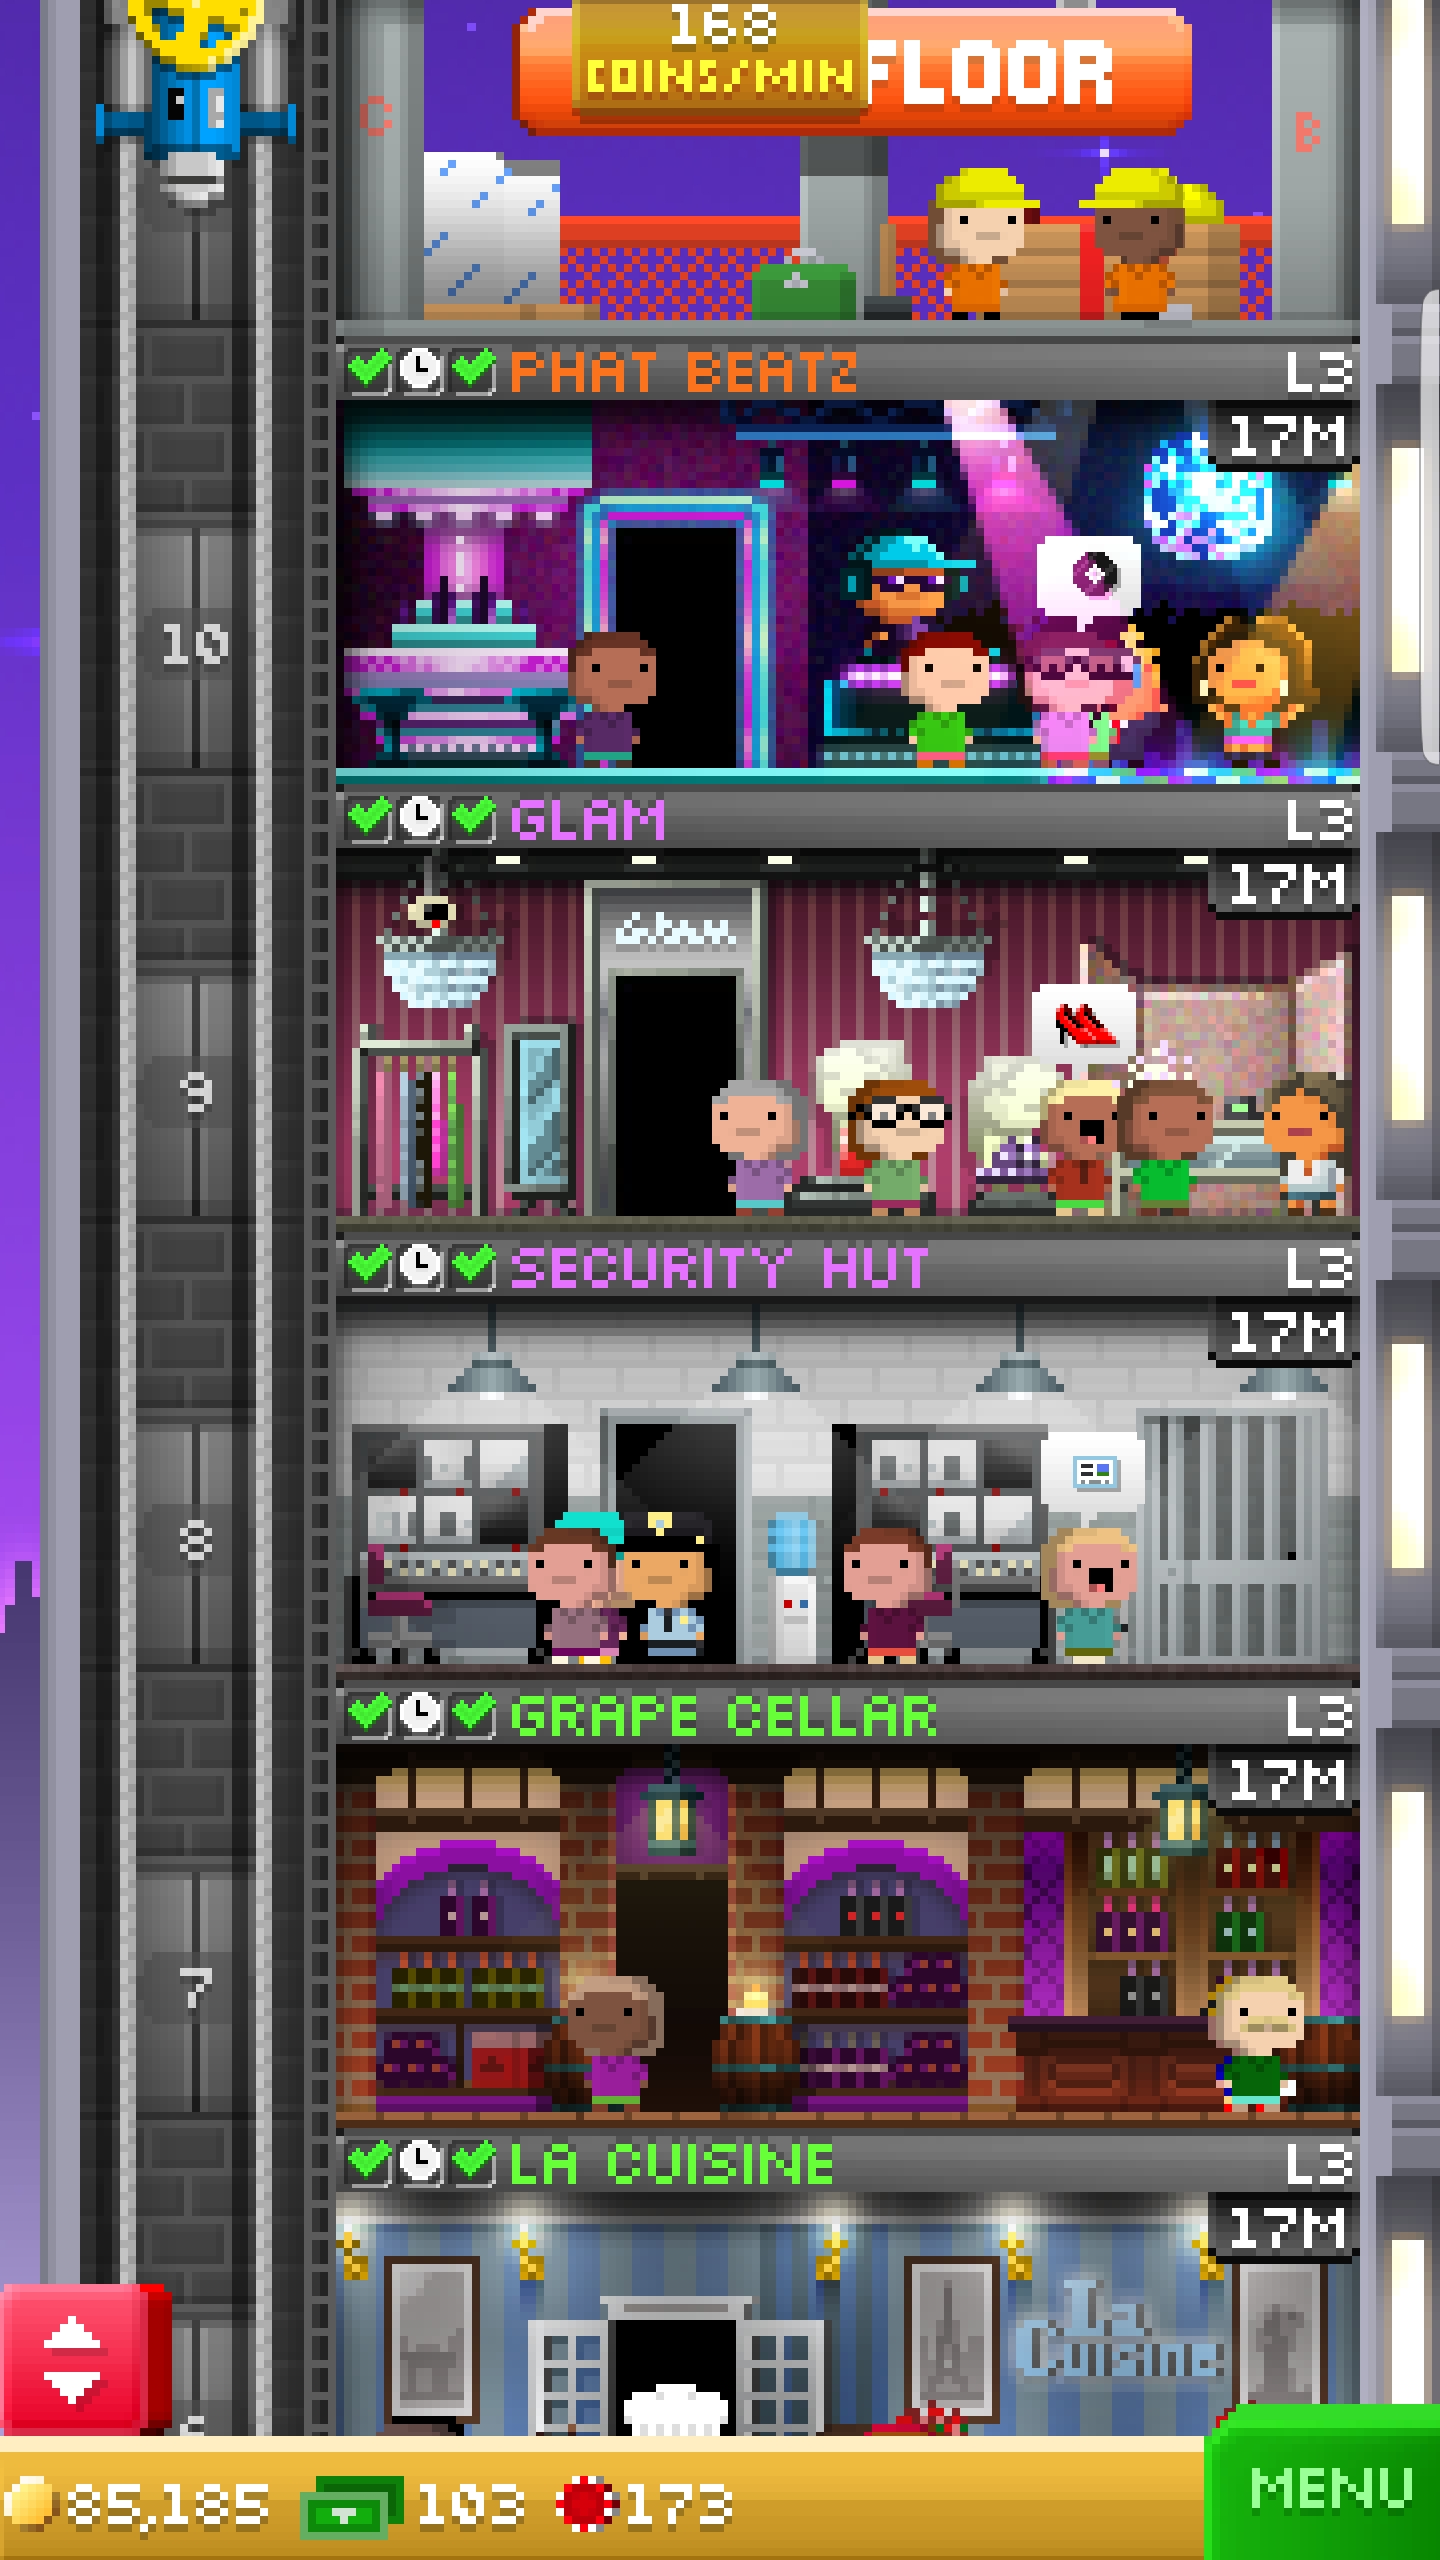 168
COINS/MIN
FLOOR
C
B
PHAT BEATZ
L3
17M
10
GLAM
L3
17M
Glam
9
SECURITY HUT
L3
17M
8
GRAPE CELLAR
L3
17M
7
LA CUISINE
L3
17M
La
Cuisine
85,185
103
173
MENU